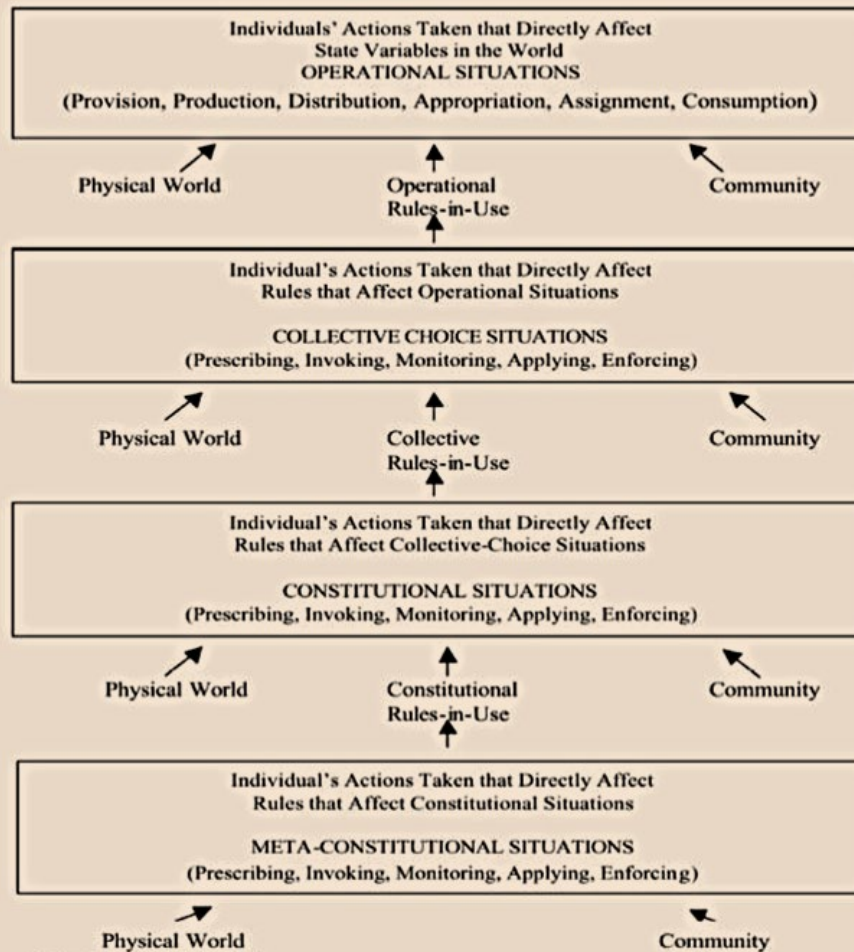 Individuals' Actions Taken that Directly Affect
State Variables in the World
OPERATIONAL SITUATIONS
(Provision, Production, Distribution, Appropriation, Assignment, Consumption)
Physical World
Operational
Rules-in-Use
Community
Individual's Actions Taken that Directly Affect
Rules that Affect Operational Situations
COLLECTIVE CHOICE SITUATIONS
(Prescribing, Invoking, Monitoring, Applying, Enforcing)
Physical World
Collective
Rules-in-Use
Community
Individual's Actions Taken that Directly Affect
Rules that Affect Collective-Choice Situations
CONSTITUTIONAL SITUATIONS
(Prescribing, Invoking, Monitoring, Applying, Enforcing)
Physical World
Constitutional
Rules-in-Use
Community
Individual's Actions Taken that Directly Affect
Rules that Affect Constitutional Situations
META-CONSTITUTIONAL SITUATIONS
(Prescribing, Invoking, Monitoring, Applying, Enforcing)
Physical World
Community